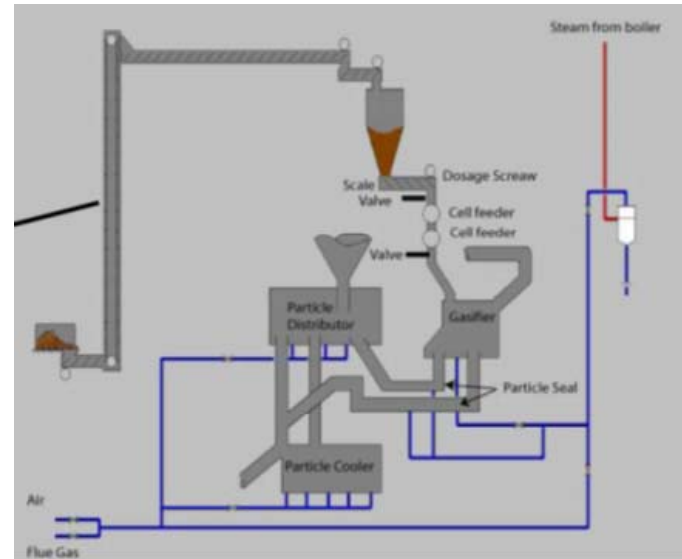 Steam from boiler
Dosage Screaw
Scale
Valve
Cell feeder
Cell feeder
Valve
Particle
Distributor
Gasifier
Particle Seal
Particle Cooler
Air
Flue Gas